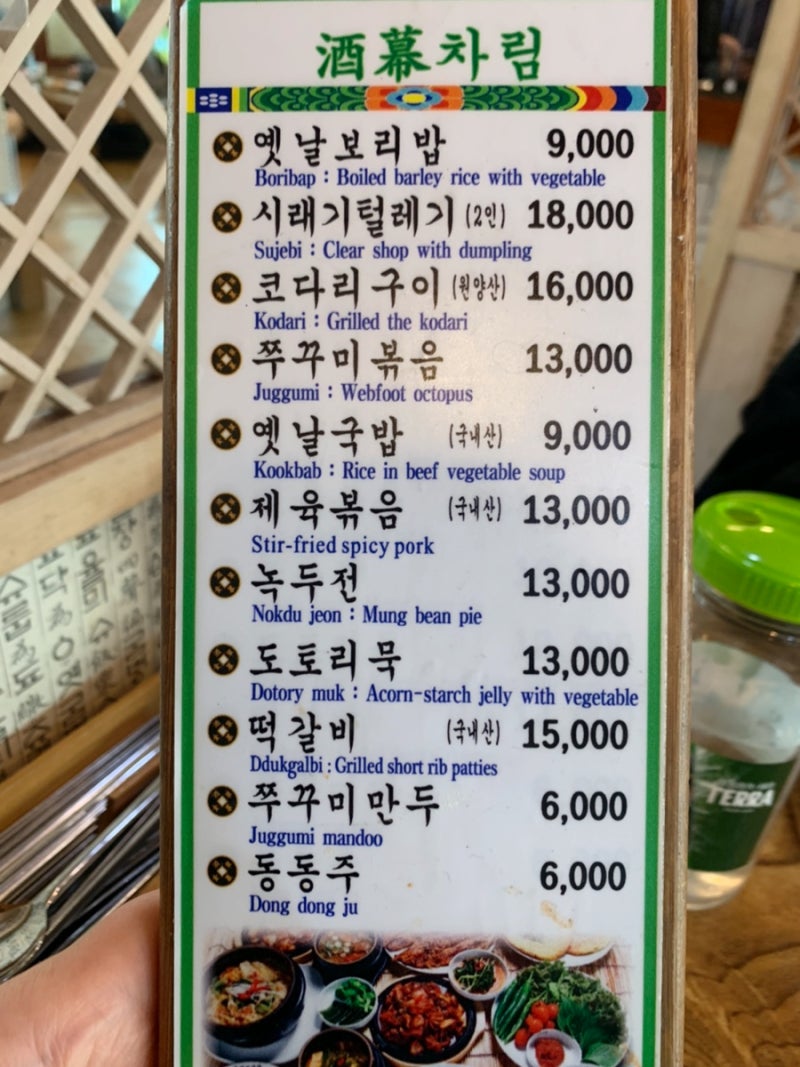 酒幕차림
옛날보리밥 9,000
Boribap : Boiled barley rice with vegetable
시래기털레기 (2인) 18,000
Sujebi : Clear shop with dumpling
코다리구이 (원양산) 16,000
Kodari : Grilled the kodari
쭈꾸미볶음 13,000
Juggumi : Webfoot octopus
옛날국밥 (국내산) 9,000
Kookbab : Rice in beef vegetable soup
제육볶음 (국내산) 13,000
Stir-fried spicy pork
녹두전 13,000
Nokdu jeon : Mung bean pie
도토리묵 13,000
Dotory muk : Acorn-starch jelly with vegetable
떡갈비 (국내산) 15,000
Ddukgalbi : Grilled short rib patties
쭈꾸미만두 6,000
Juggumi mandoo
동동주 6,000
Dong dong ju
TERRA